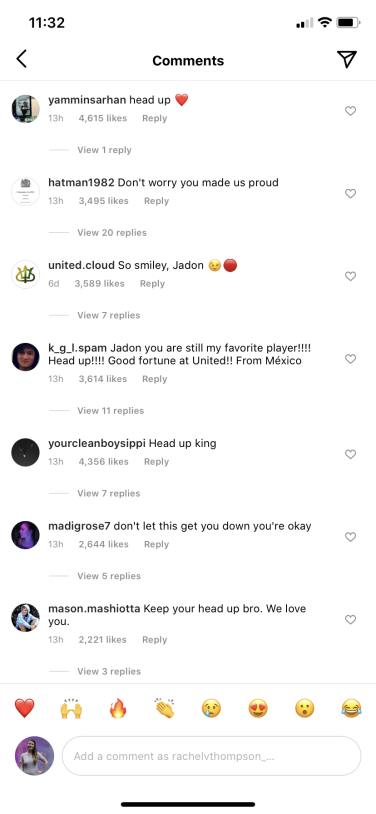 11:32
Comments
yamminsarhan head up ❤️
13h 4,615 likes Reply
View 1 reply
hatman1982 Don't worry you made us proud
13h 3,495 likes Reply
View 20 replies
united.cloud So smiley, Jadon 😉🔴
6d 3,589 likes Reply
View 7 replies
k_g_l.spam Jadon you are still my favorite player!!!!
Head up!!!! Good fortune at United!! From México
13h 3,614 likes Reply
View 11 replies
yourcleanboysippi Head up king
13h 4,356 likes Reply
View 7 replies
madigrose7 don't let this get you down you're okay
13h 2,644 likes Reply
View 5 replies
mason.mashiotta Keep your head up bro. We love
you.
13h 2,221 likes Reply
View 3 replies
❤️ 🙌 🔥 👏 😢 😍 😮 😂
Add a comment as rachelvthompson_...